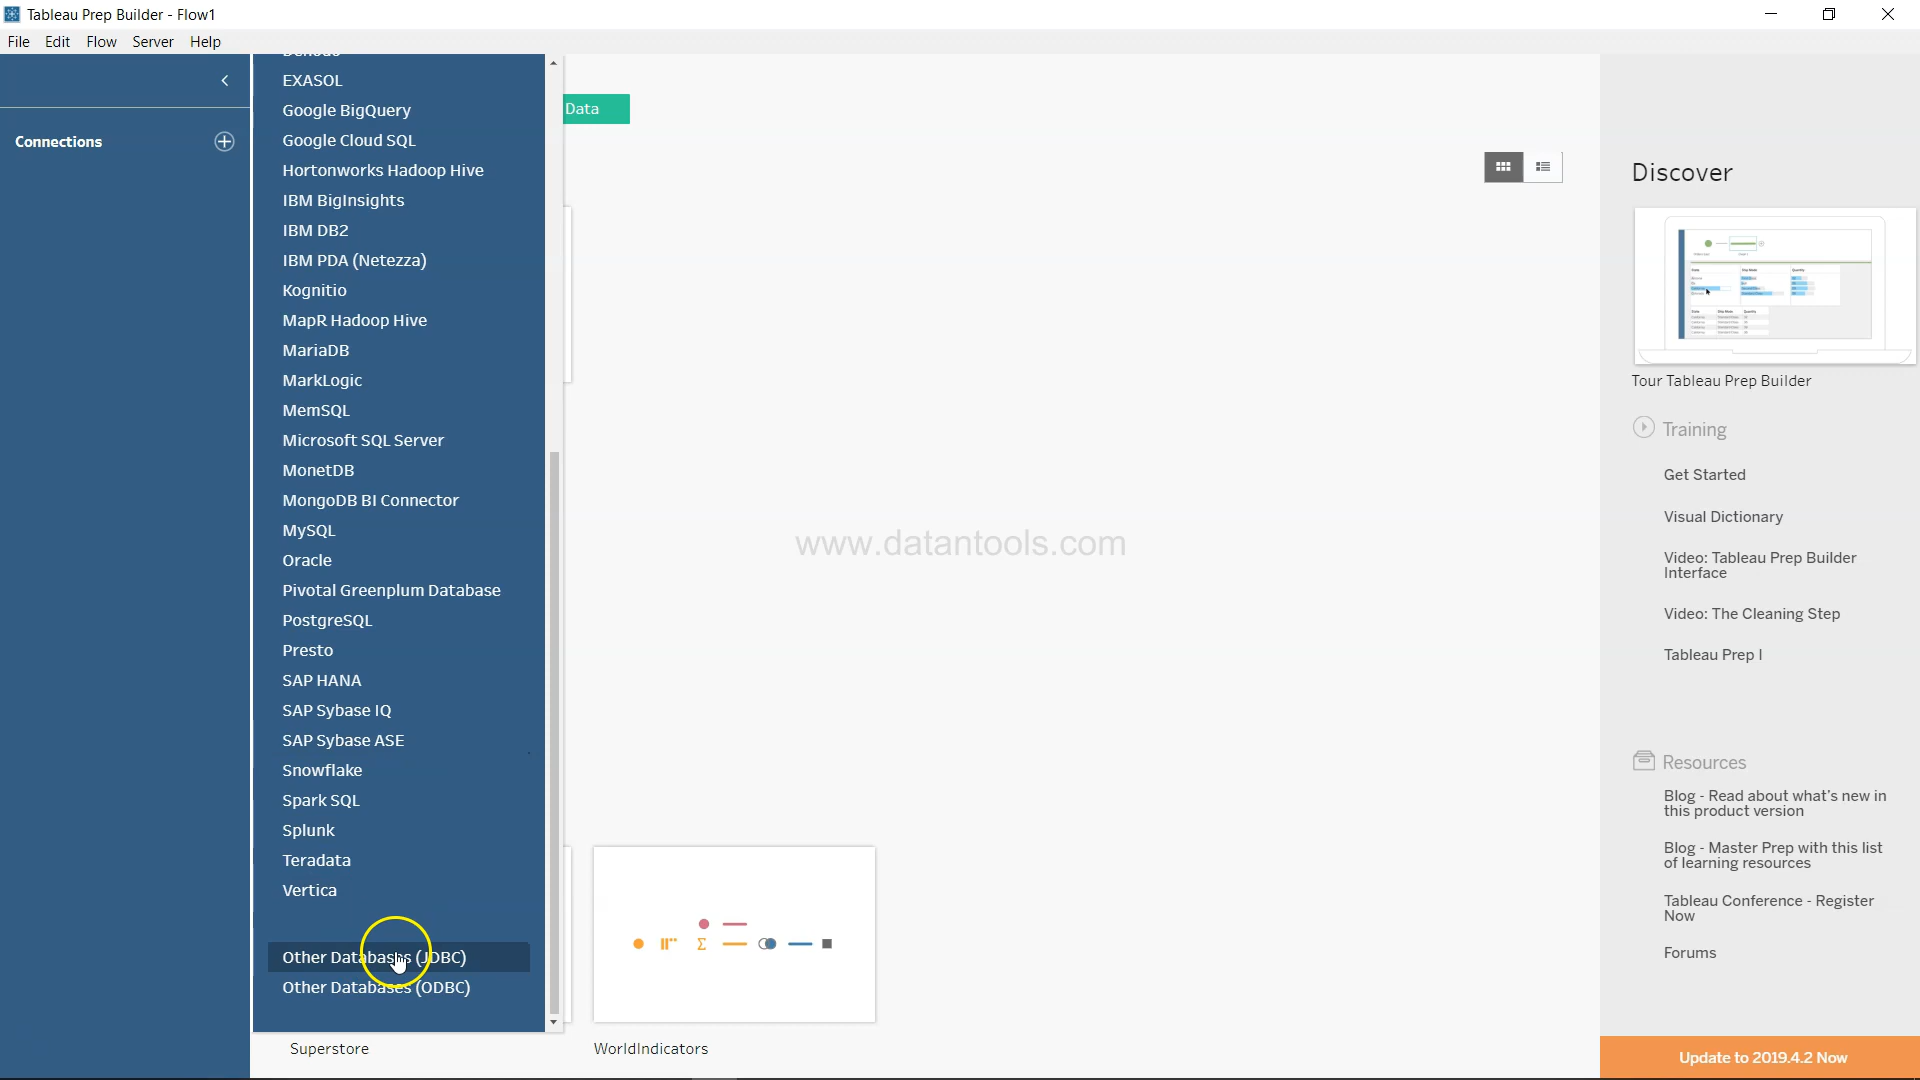 Tableau Prep Builder - Flow1
File Edit Flow Server Help
Connections
EXASOL
Google BigQuery
Google Cloud SQL
Hortonworks Hadoop Hive
IBM BigInsights
IBM DB2
IBM PDA (Netezza)
Kognitio
MapR Hadoop Hive
MariaDB
MarkLogic
MemSQL
Microsoft SQL Server
MonetDB
MongoDB BI Connector
MySQL
Oracle
Pivotal Greenplum Database
PostgreSQL
Presto
SAP HANA
SAP Sybase IQ
SAP Sybase ASE
Snowflake
Spark SQL
Splunk
Teradata
Vertica
Other Databases (JDBC)
Other Databases (ODBC)
Data
www.datantools.com
Superstore
WorldIndicators
Discover
Tour Tableau Prep Builder
Training
Get Started
Visual Dictionary
Video: Tableau Prep Builder
Interface
Video: The Cleaning Step
Tableau Prep I
Resources
Blog - Read about what's new in
this product version
Blog - Master Prep with this list
of learning resources
Tableau Conference - Register
Now
Forums
Update to 2019.4.2 Now